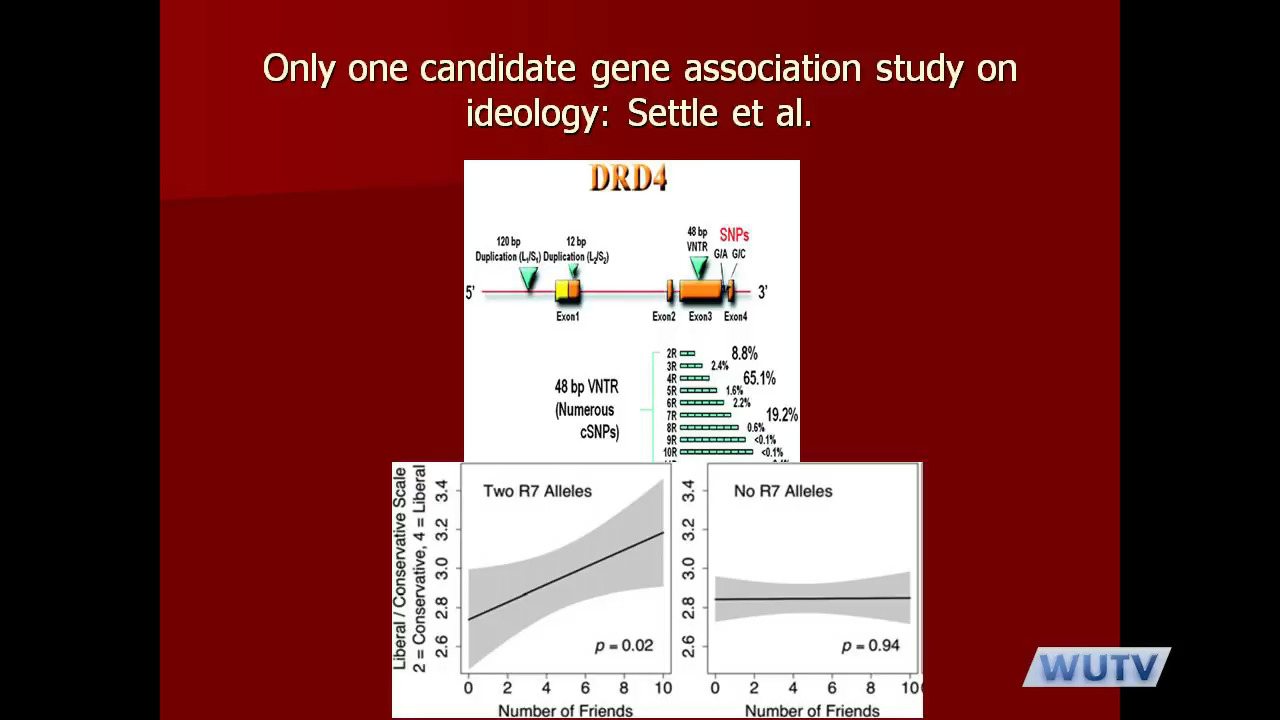 Only one candidate gene association study on
ideology: Settle et al.
DRD4
120 bp
Duplication (L₁/S₁)
12 bp
Duplication (L₂/S₂)
48 bp
VNTR
SNPs
G/A G/C
5'
3'
Exon1
Exon2
Exon3
Exon4
48 bp VNTR
(Numerous
cSNPs)
2R 8.8%
3R 2.4%
4R 65.1%
5R 1.6%
6R 2.2%
7R 19.2%
8R 0.6%
9R <0.1%
10R <0.1%
Liberal / Conservative Scale
2 = Conservative, 4 = Liberal
3.4
3.2
3.0
2.8
2.6
Two R7 Alleles
p = 0.02
0 2 4 6 8 10
Number of Friends
3.4
3.2
3.0
2.8
2.6
No R7 Alleles
p = 0.94
0 2 4 6 8 10
Number of Friends
WUTV